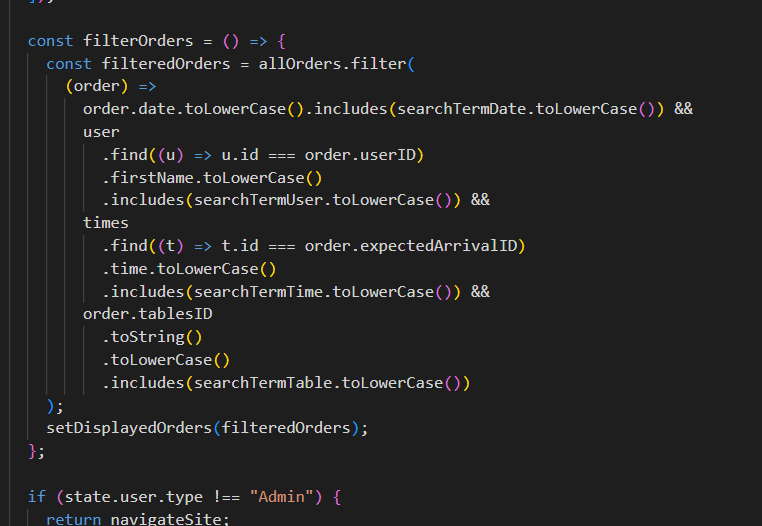 const filterOrders = () => {
const filteredOrders = allOrders.filter(
(order) =>
order.date.toLowerCase().includes(searchTermDate.toLowerCase()) &&
user
.find((u) => u.id === order.userID)
.firstName.toLowerCase()
.includes(searchTermUser.toLowerCase()) &&
times
.find((t) => t.id === order.expectedArrivalID)
.time.toLowerCase()
.includes(searchTermTime.toLowerCase()) &&
order.tablesID
.toString()
.toLowerCase()
.includes(searchTermTable.toLowerCase())
);
setDisplayedOrders(filteredOrders);
};
if (state.user.type !== "Admin") {
return navigateSite;